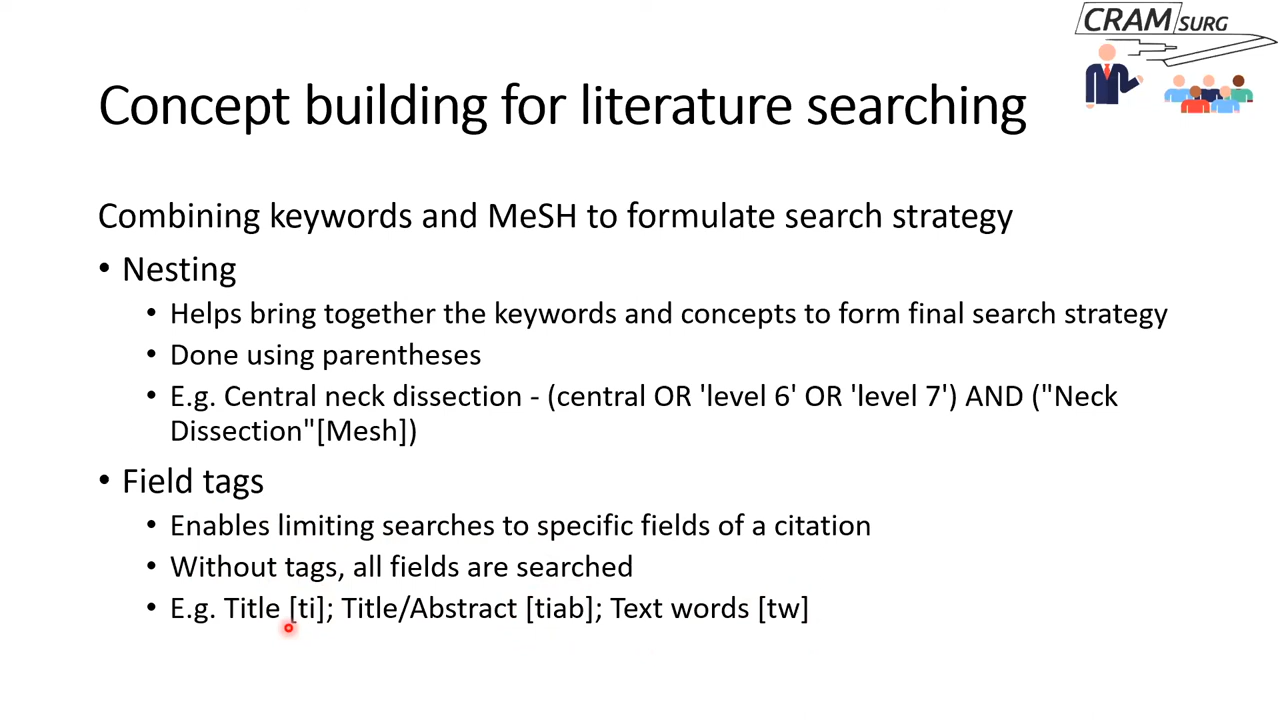 CRAM SURG
Concept building for literature searching
Combining keywords and MeSH to formulate search strategy
• Nesting
• Helps bring together the keywords and concepts to form final search strategy
• Done using parentheses
• E.g. Central neck dissection - (central OR 'level 6' OR 'level 7') AND ("Neck
Dissection"[Mesh])
• Field tags
• Enables limiting searches to specific fields of a citation
• Without tags, all fields are searched
• E.g. Title [ti]; Title/Abstract [tiab]; Text words [tw]